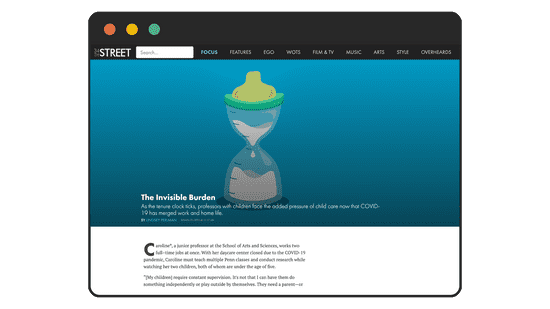 STREET
Search...
FOCUS
FEATURES
EGO
WOTS
FILM & TV
MUSIC
ARTS
STYLE
OVERHEARDS
The Invisible Burden
As the tenure clock ticks, professors with children face the added pressure of child care now that COVID-
19 has merged work and home life.
BY
Caroline*, a junior professor at the School of Arts and Sciences, works two
full-time jobs at once. With her daycare center closed due to the COVID-19
pandemic, Caroline must teach multiple Penn classes and conduct research while
watching her two children, both of whom are under the age of five.
"[My children] require constant supervision. It's not that I can have them do
something independently or play outside by themselves. They need a parent—or